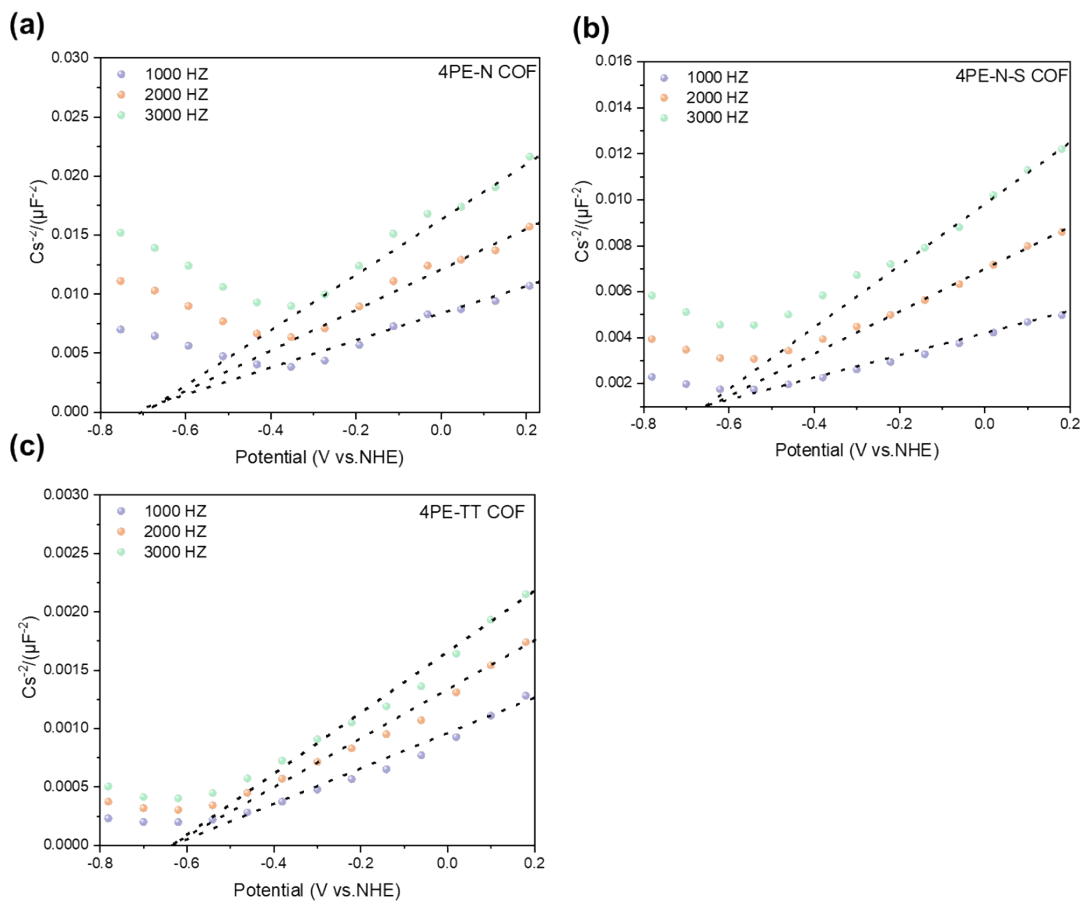 (a)
4PE-N COF
1000 HZ
2000 HZ
3000 HZ
0.030
0.025
0.020
0.015
0.010
0.005
0.000
Cs⁻²/(µF⁻²)
-0.8
-0.6
-0.4
-0.2
0.0
0.2
Potential (V vs.NHE)
(b)
4PE-N-S COF
1000 HZ
2000 HZ
3000 HZ
0.016
0.014
0.012
0.010
0.008
0.006
0.004
0.002
Cs⁻²/(µF⁻²)
-0.8
-0.6
-0.4
-0.2
0.0
0.2
Potential (V vs.NHE)
(c)
4PE-TT COF
1000 HZ
2000 HZ
3000 HZ
0.0030
0.0025
0.0020
0.0015
0.0010
0.0005
0.0000
Cs⁻²/(µF⁻²)
-0.8
-0.6
-0.4
-0.2
0.0
0.2
Potential (V vs.NHE)